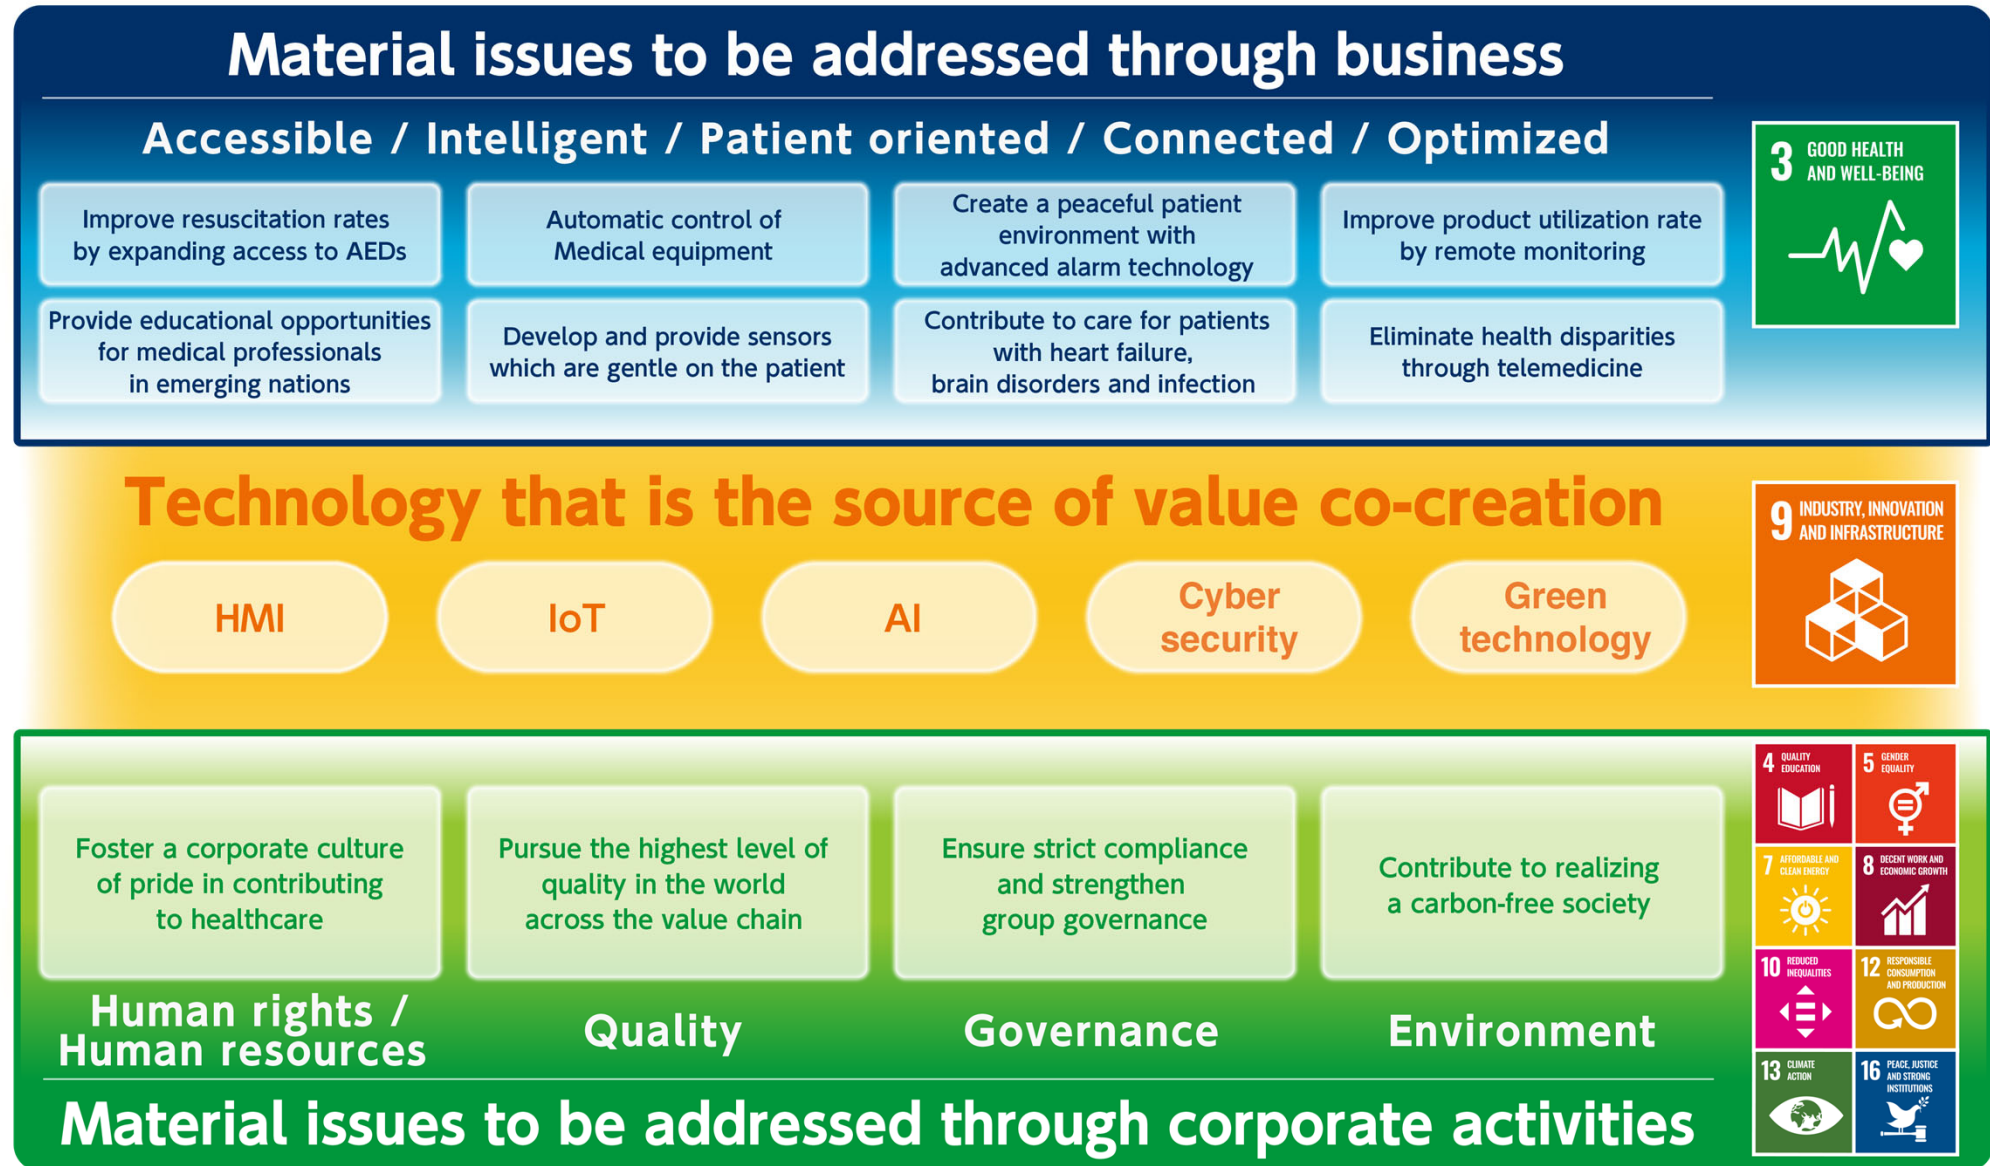 Material issues to be addressed through business
Accessible / Intelligent / Patient oriented / Connected / Optimized
Improve resuscitation rates
by expanding access to AEDs
Automatic control of
Medical equipment
Create a peaceful patient
environment with
advanced alarm technology
Improve product utilization rate
by remote monitoring
Provide educational opportunities
for medical professionals
in emerging nations
Develop and provide sensors
which are gentle on the patient
Contribute to care for patients
with heart failure,
brain disorders and infection
Eliminate health disparities
through telemedicine
3 GOOD HEALTH
AND WELL-BEING
Technology that is the source of value co-creation
HMI
IoT
AI
Cyber
security
Green
technology
9 INDUSTRY, INNOVATION
AND INFRASTRUCTURE
Foster a corporate culture
of pride in contributing
to healthcare
Pursue the highest level of
quality in the world
across the value chain
Ensure strict compliance
and strengthen
group governance
Contribute to realizing
a carbon-free society
Human rights /
Human resources
Quality
Governance
Environment
Material issues to be addressed through corporate activities
4 QUALITY
EDUCATION
5 GENDER
EQUALITY
7 AFFORDABLE AND
CLEAN ENERGY
8 DECENT WORK AND
ECONOMIC GROWTH
10 REDUCED
INEQUALITIES
12 RESPONSIBLE
CONSUMPTION
AND PRODUCTION
13 CLIMATE
ACTION
16 PEACE, JUSTICE
AND STRONG
INSTITUTIONS